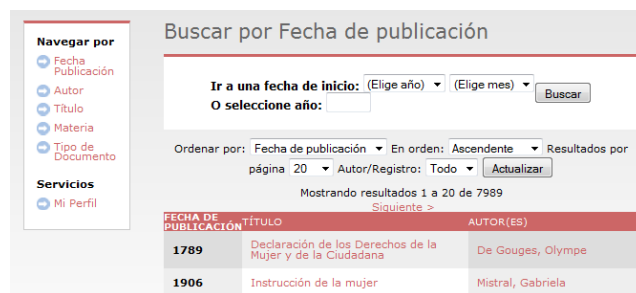 Navegar por
Fecha
Publicación
Autor
Título
Materia
Tipo de
Documento
Servicios
Mi Perfil
Buscar por Fecha de publicación
Ir a una fecha de inicio: (Elige año) (Elige mes) Buscar
O seleccione año:
Ordenar por: Fecha de publicación En orden: Ascendente Resultados por
página 20 Autor/Registro: Todo Actualizar
Mostrando resultados 1 a 20 de 7989
Siguiente >
FECHA DE
PUBLICACIÓN TÍTULO AUTOR(ES)
1789 Declaración de los Derechos de la
Mujer y de la Ciudadana De Gouges, Olympe
1906 Instrucción de la mujer Mistral, Gabriela